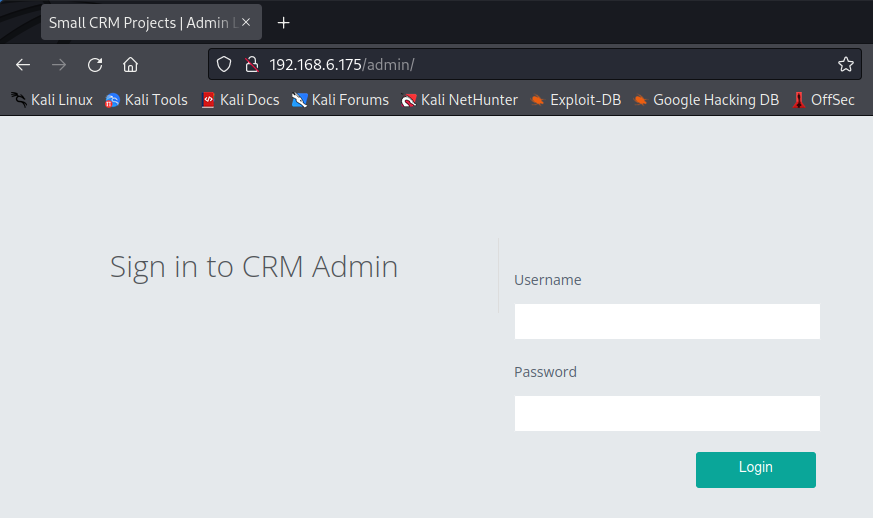 Small CRM Projects | Admin L
192.168.6.175/admin/
Kali Linux Kali Tools Kali Docs Kali Forums Kali NetHunter Exploit-DB Google Hacking DB OffSec
Sign in to CRM Admin
Username
Password
Login